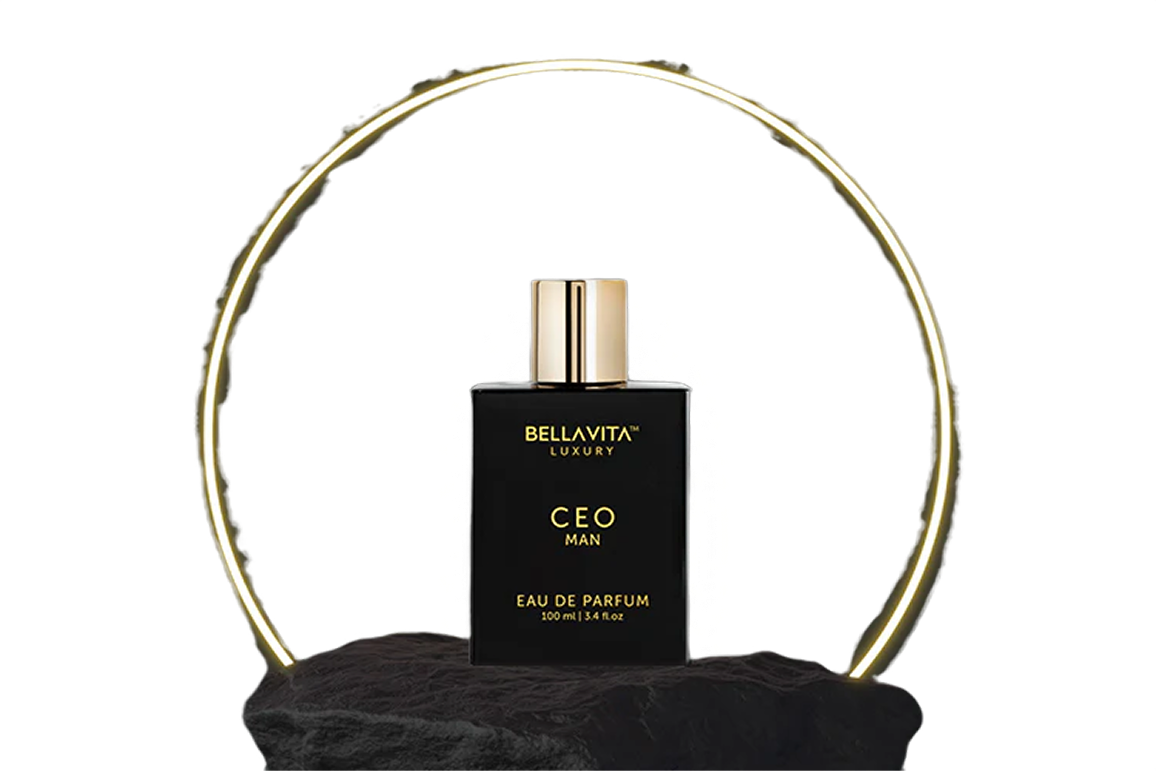 BELLAVITA™
LUXURY
CEO
MAN
EAU DE PARFUM
100 ml | 3.4 fl.oz